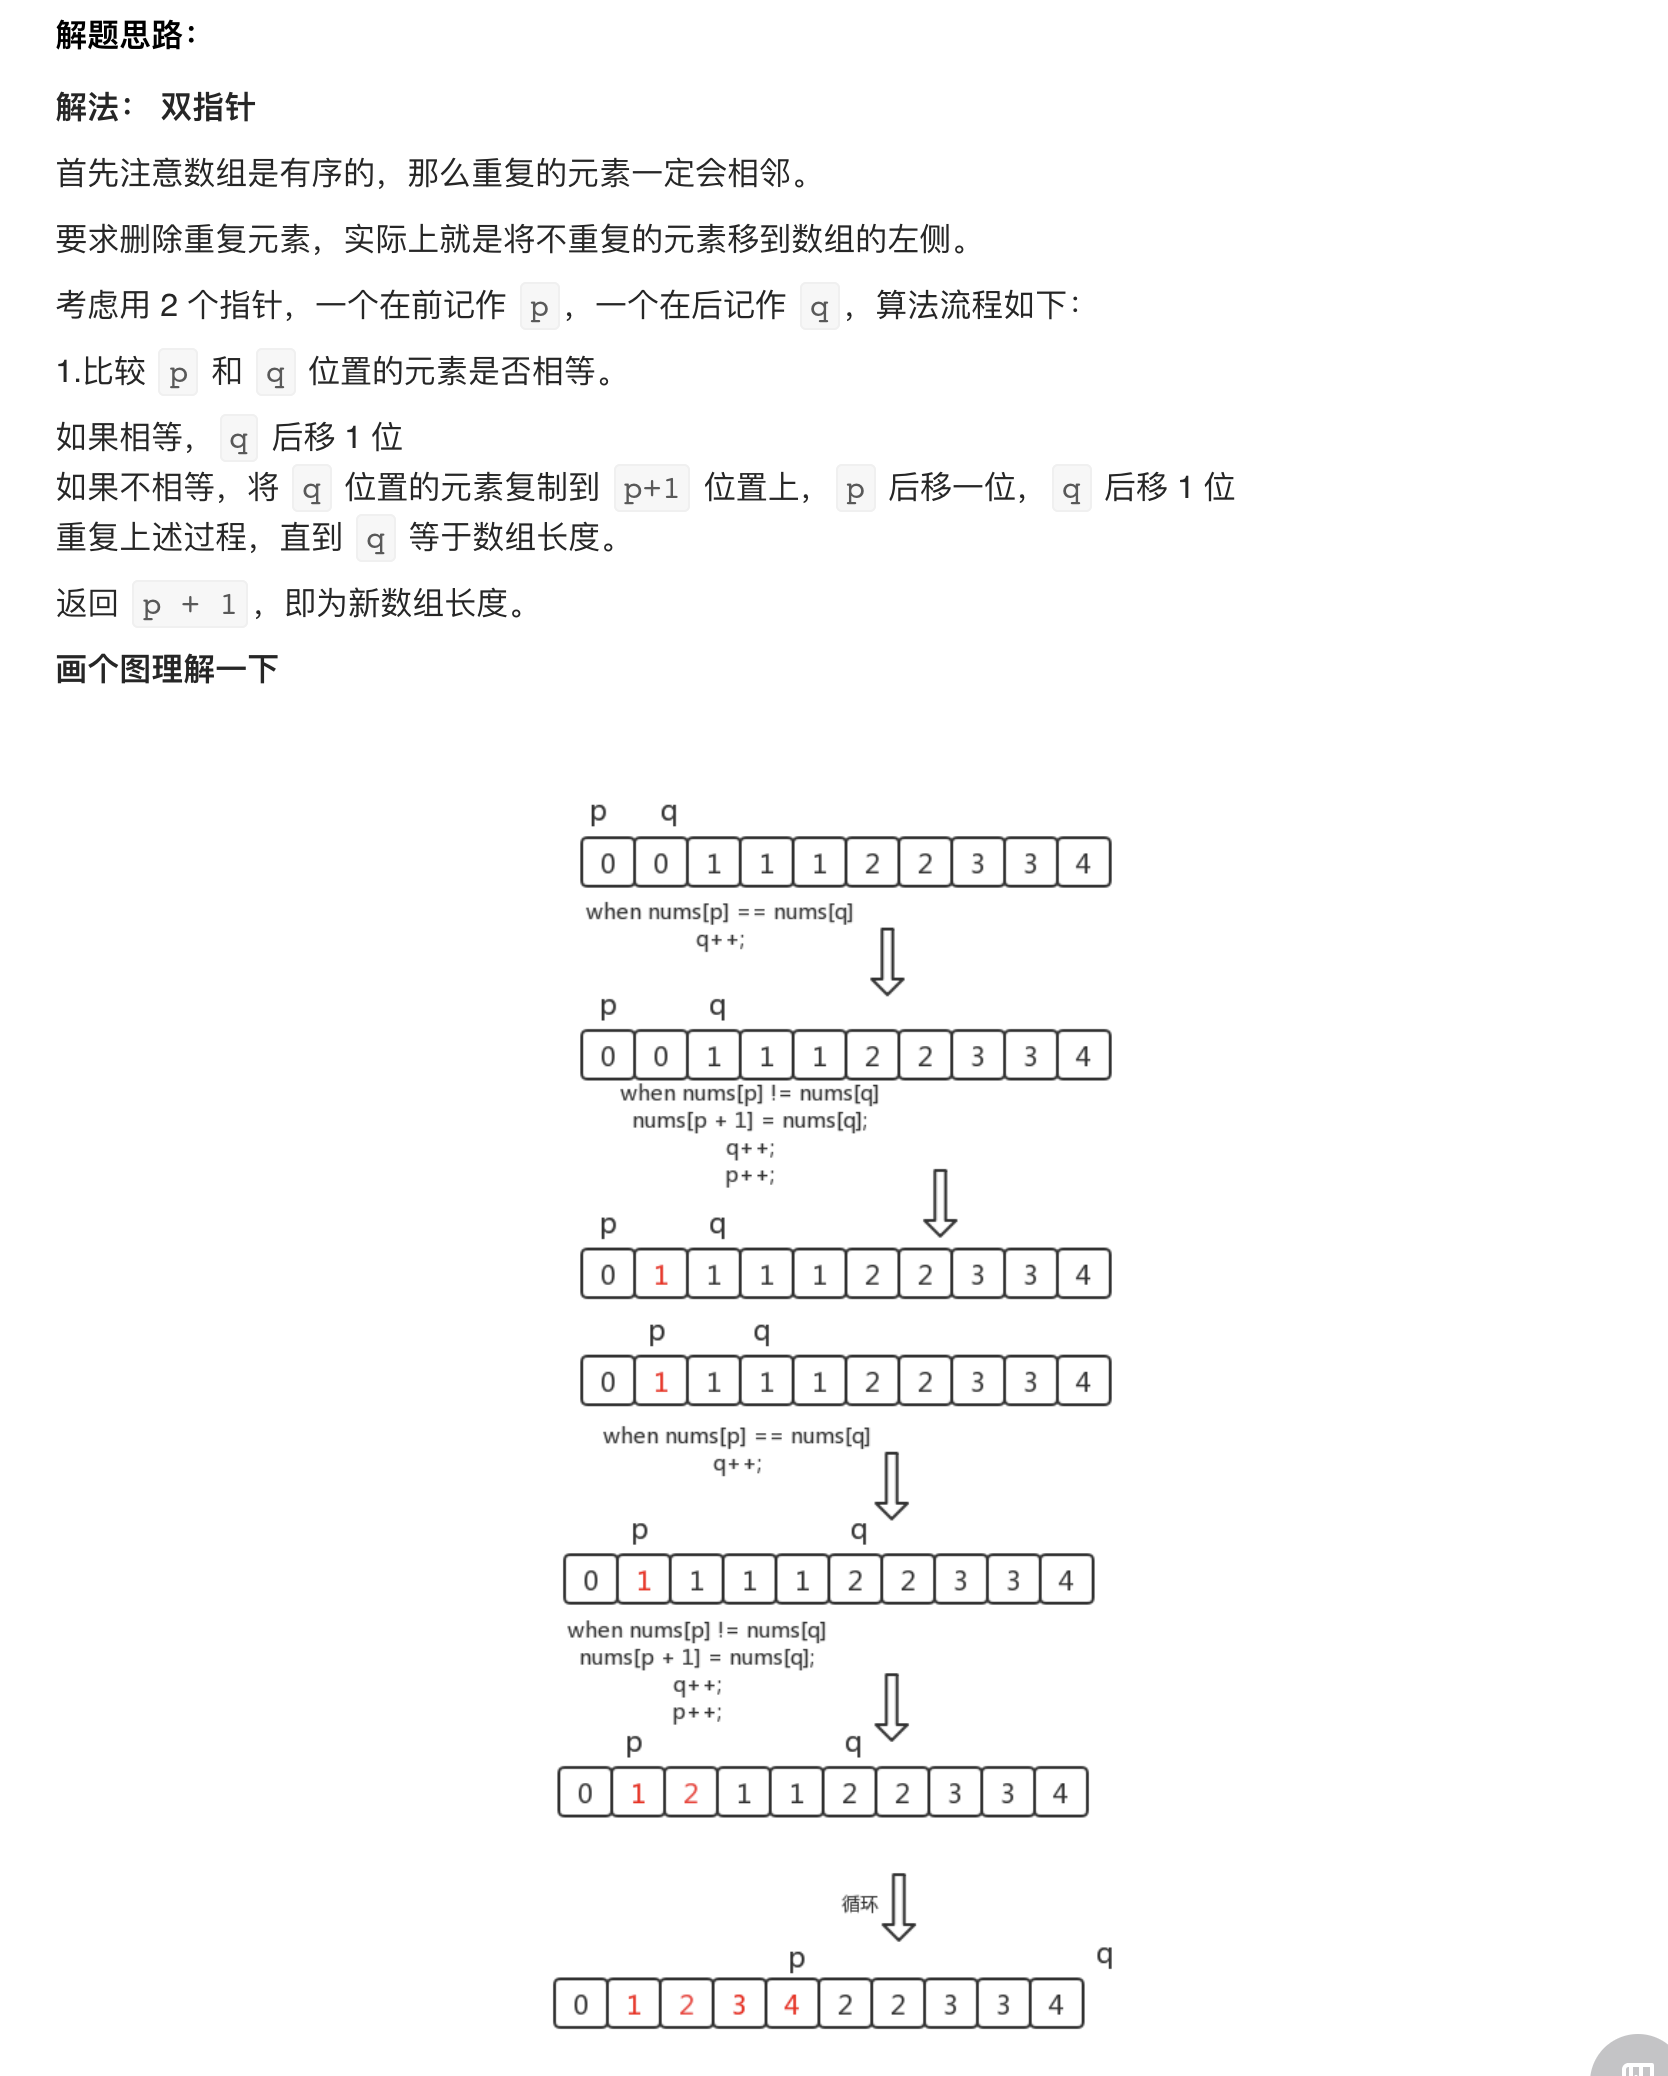 解题思路：
解法： 双指针
首先注意数组是有序的，那么重复的元素一定会相邻。
要求删除重复元素，实际上就是将不重复的元素移到数组的左侧。
考虑用 2 个指针，一个在前记作 p，一个在后记作 q，算法流程如下：
1.比较 p 和 q 位置的元素是否相等。
如果相等， q 后移 1 位
如果不相等，将 q 位置的元素复制到 p+1 位置上， p 后移一位， q 后移 1 位
重复上述过程，直到 q 等于数组长度。
返回 p + 1，即为新数组长度。
画个图理解一下
p q
0 0 1 1 1 2 2 3 3 4
when nums[p] == nums[q]
q++;
p q
0 0 1 1 1 2 2 3 3 4
when nums[p] != nums[q]
nums[p + 1] = nums[q];
q++;
p++;
p q
0 1 1 1 1 2 2 3 3 4
p q
0 1 1 1 1 2 2 3 3 4
when nums[p] == nums[q]
q++;
p q
0 1 1 1 1 2 2 3 3 4
when nums[p] != nums[q]
nums[p + 1] = nums[q];
q++;
p++;
p q
0 1 2 1 1 2 2 3 3 4
循环
p q
0 1 2 3 4 2 2 3 3 4